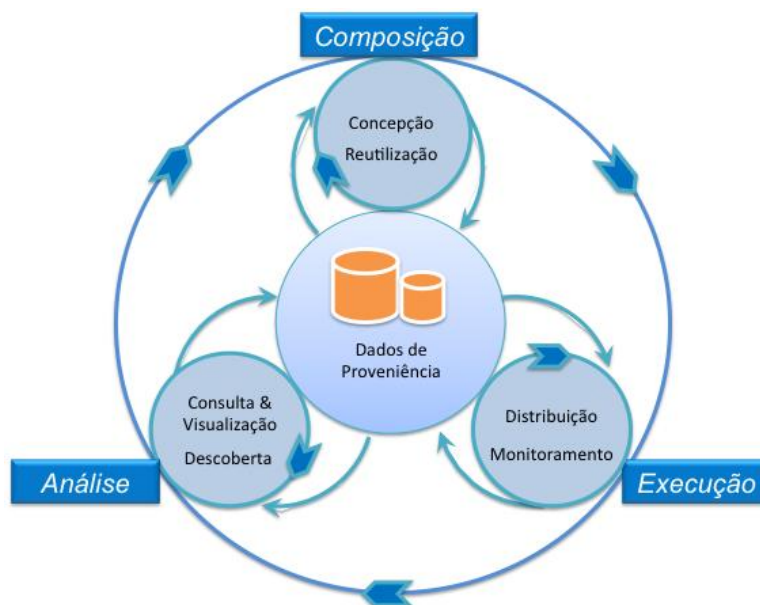 Composição
Concepção
Reutilização
Dados de
Proveniência
Consulta &
Visualização
Descoberta
Distribuição
Monitoramento
Análise
Execução